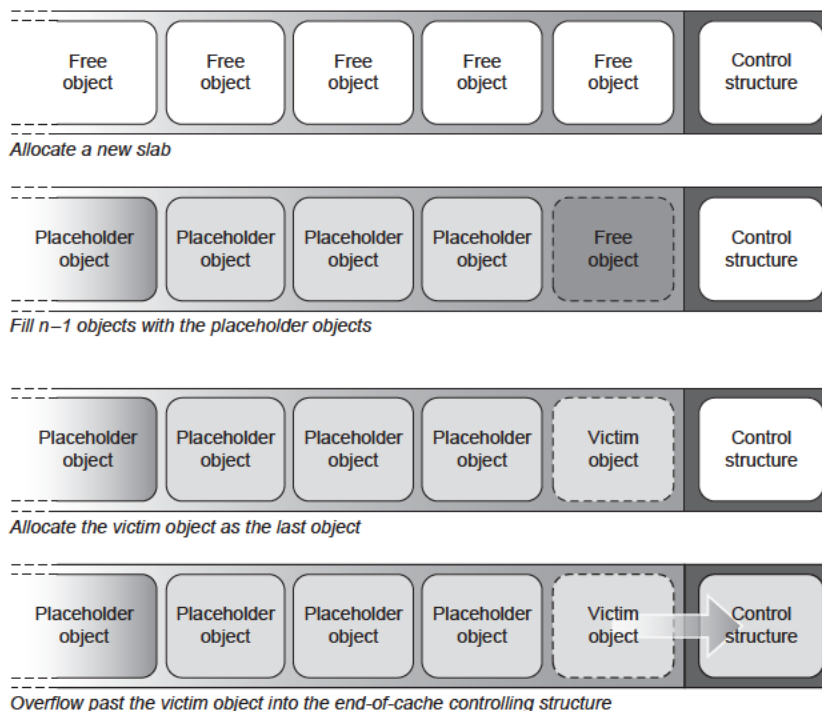 Free Free Free Free Free Control
object object object object object structure
Allocate a new slab
Placeholder Placeholder Placeholder Placeholder Free Control
object object object object object structure
Fill n–1 objects with the placeholder objects
Placeholder Placeholder Placeholder Placeholder Victim Control
object object object object object structure
Allocate the victim object as the last object
Placeholder Placeholder Placeholder Placeholder Victim Control
object object object object object structure
Overflow past the victim object into the end-of-cache controlling structure